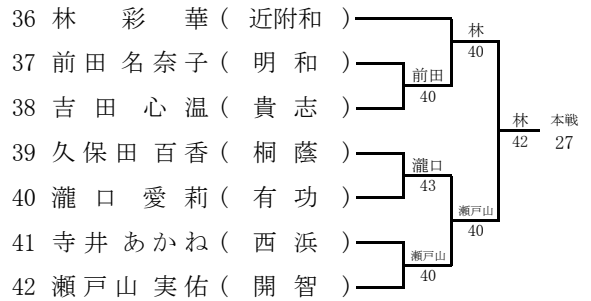 36 林 彩 華 ( 近附和 )
37 前田 名奈子 ( 明 和 )
38 吉 田 心 温 ( 貴 志 )
39 久保田 百香 ( 桐 蔭 )
40 瀧 口 愛 莉 ( 有 功 )
41 寺井 あかね ( 西 浜 )
42 瀬戸山 実佑 ( 開 智 )
前田
40
瀧口
43
瀬戸山
40
林
40
瀬戸山
40
林
42
本戦
27